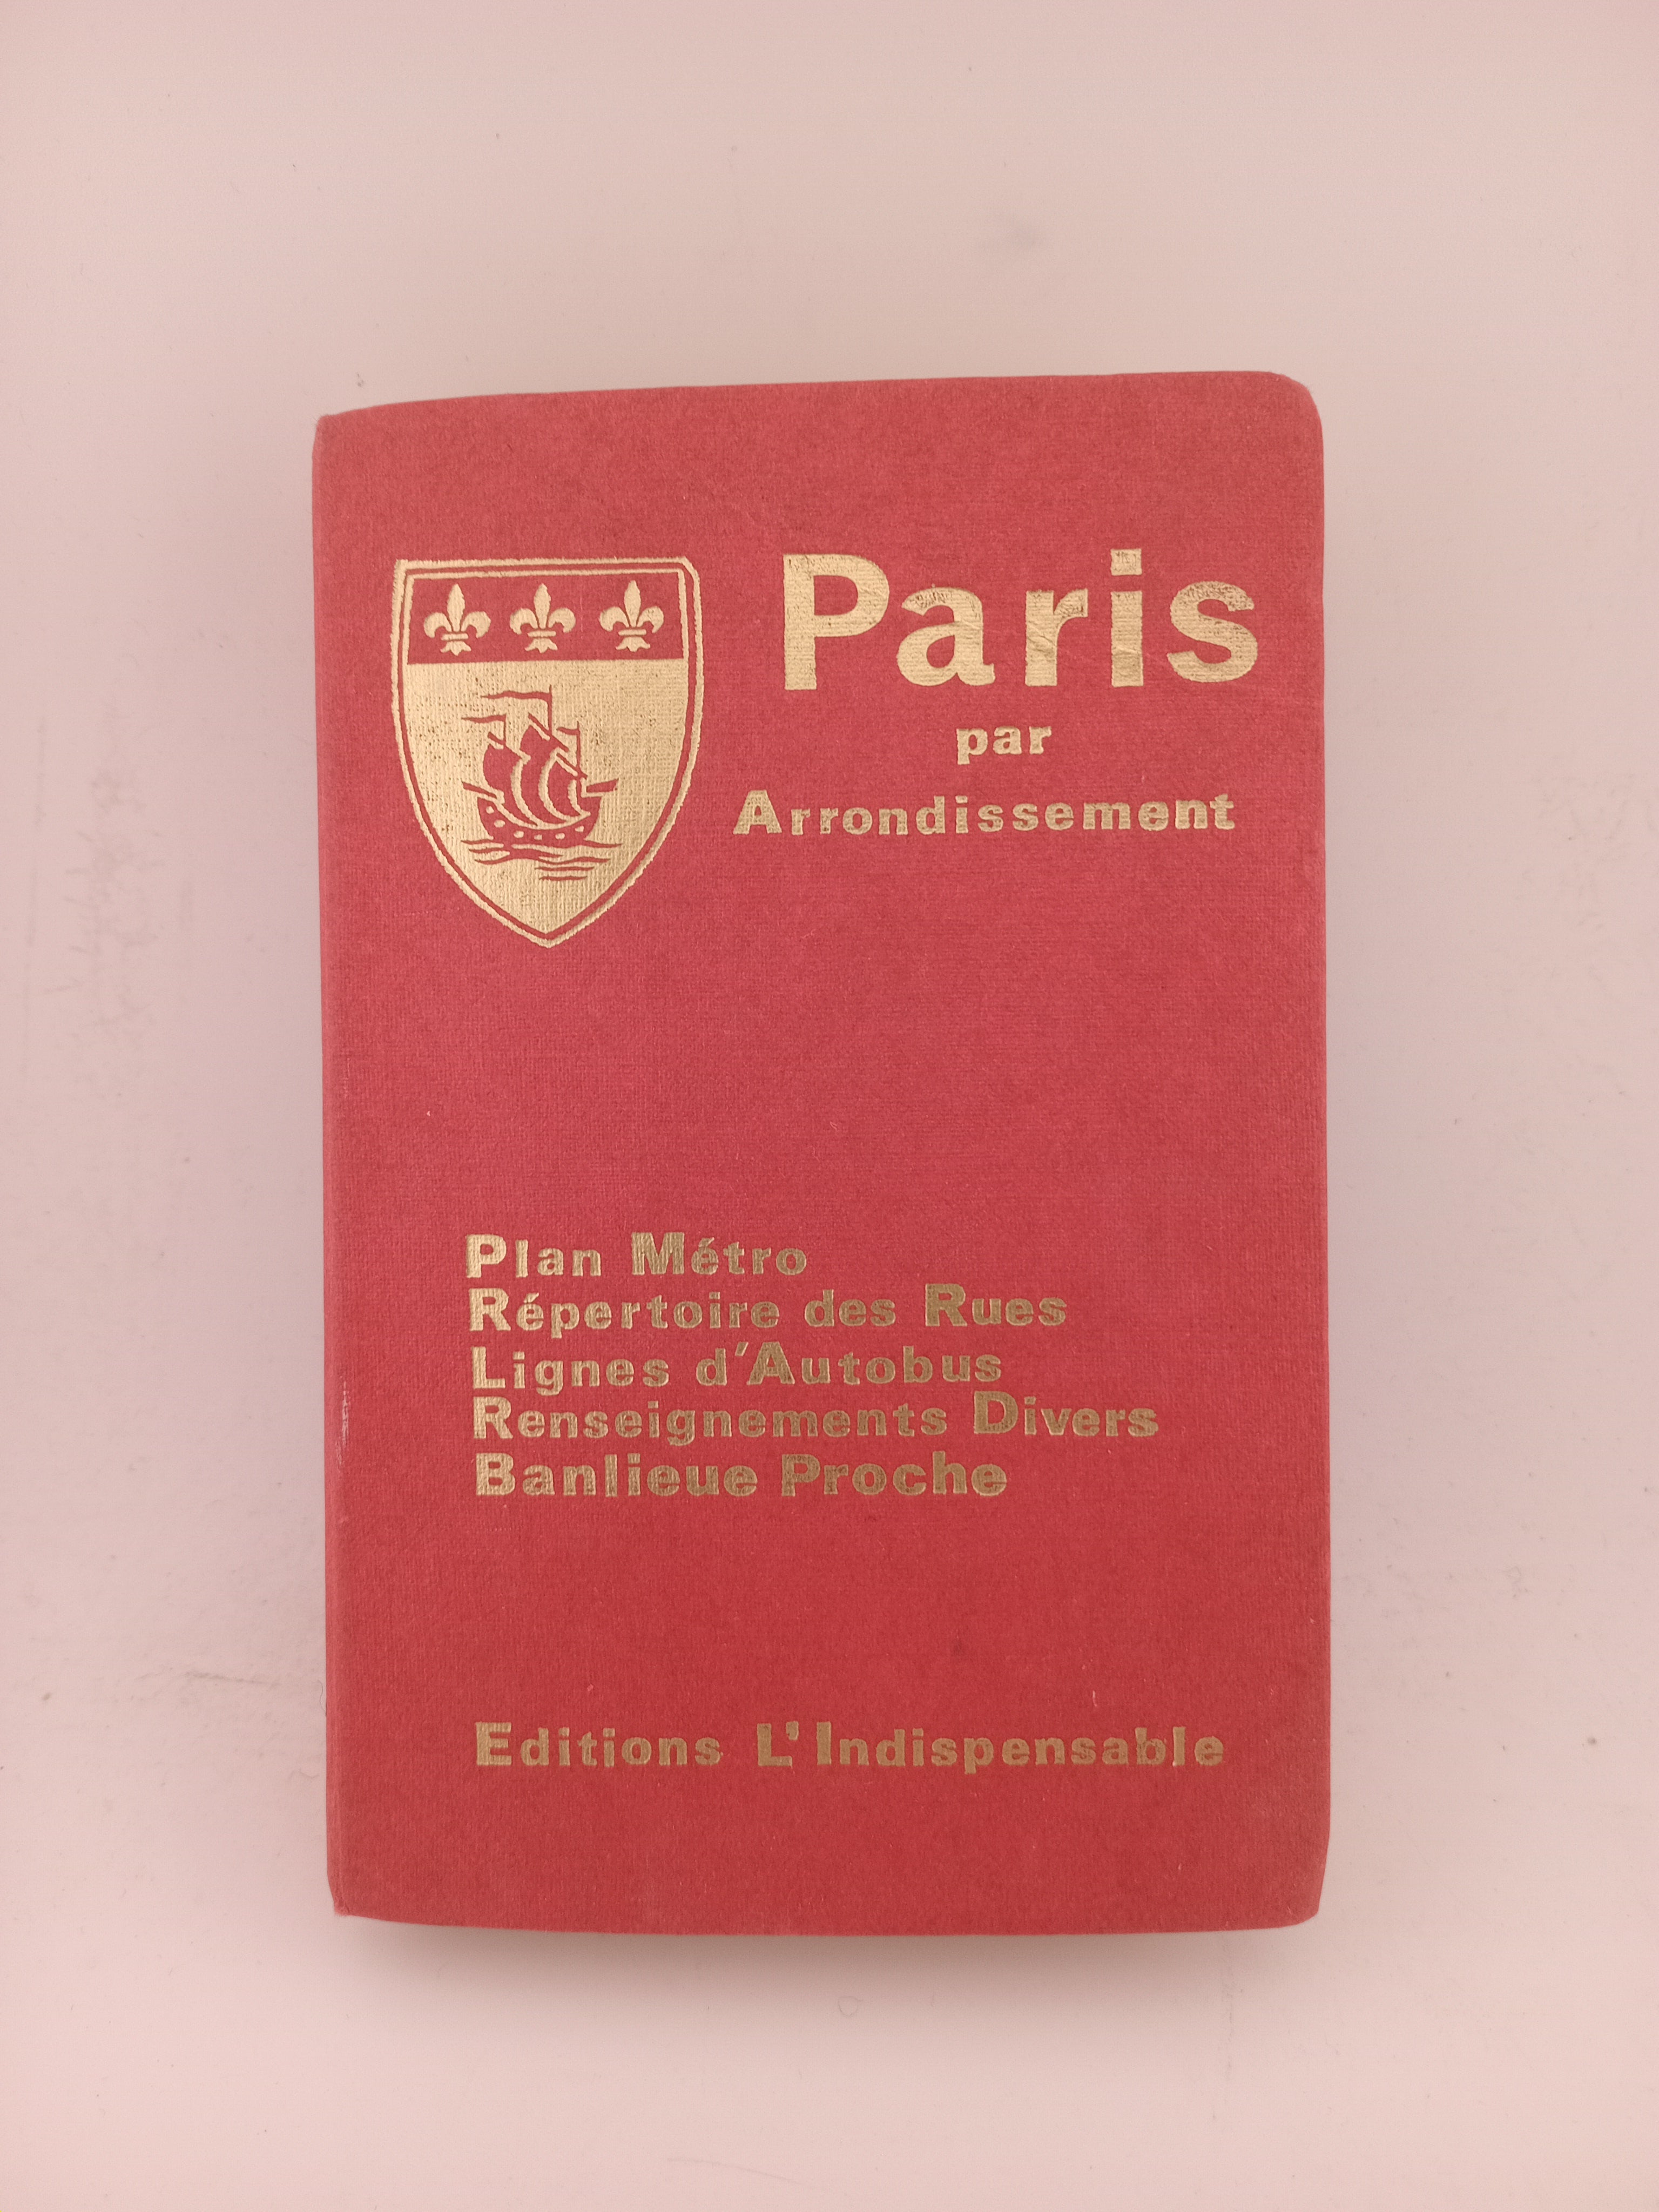 Paris
par
Arrondissement
Plan Métro
Répertoire des Rues
Lignes d'Autobus
Renseignements Divers
Banlieue Proche
Editions L'Indispensable